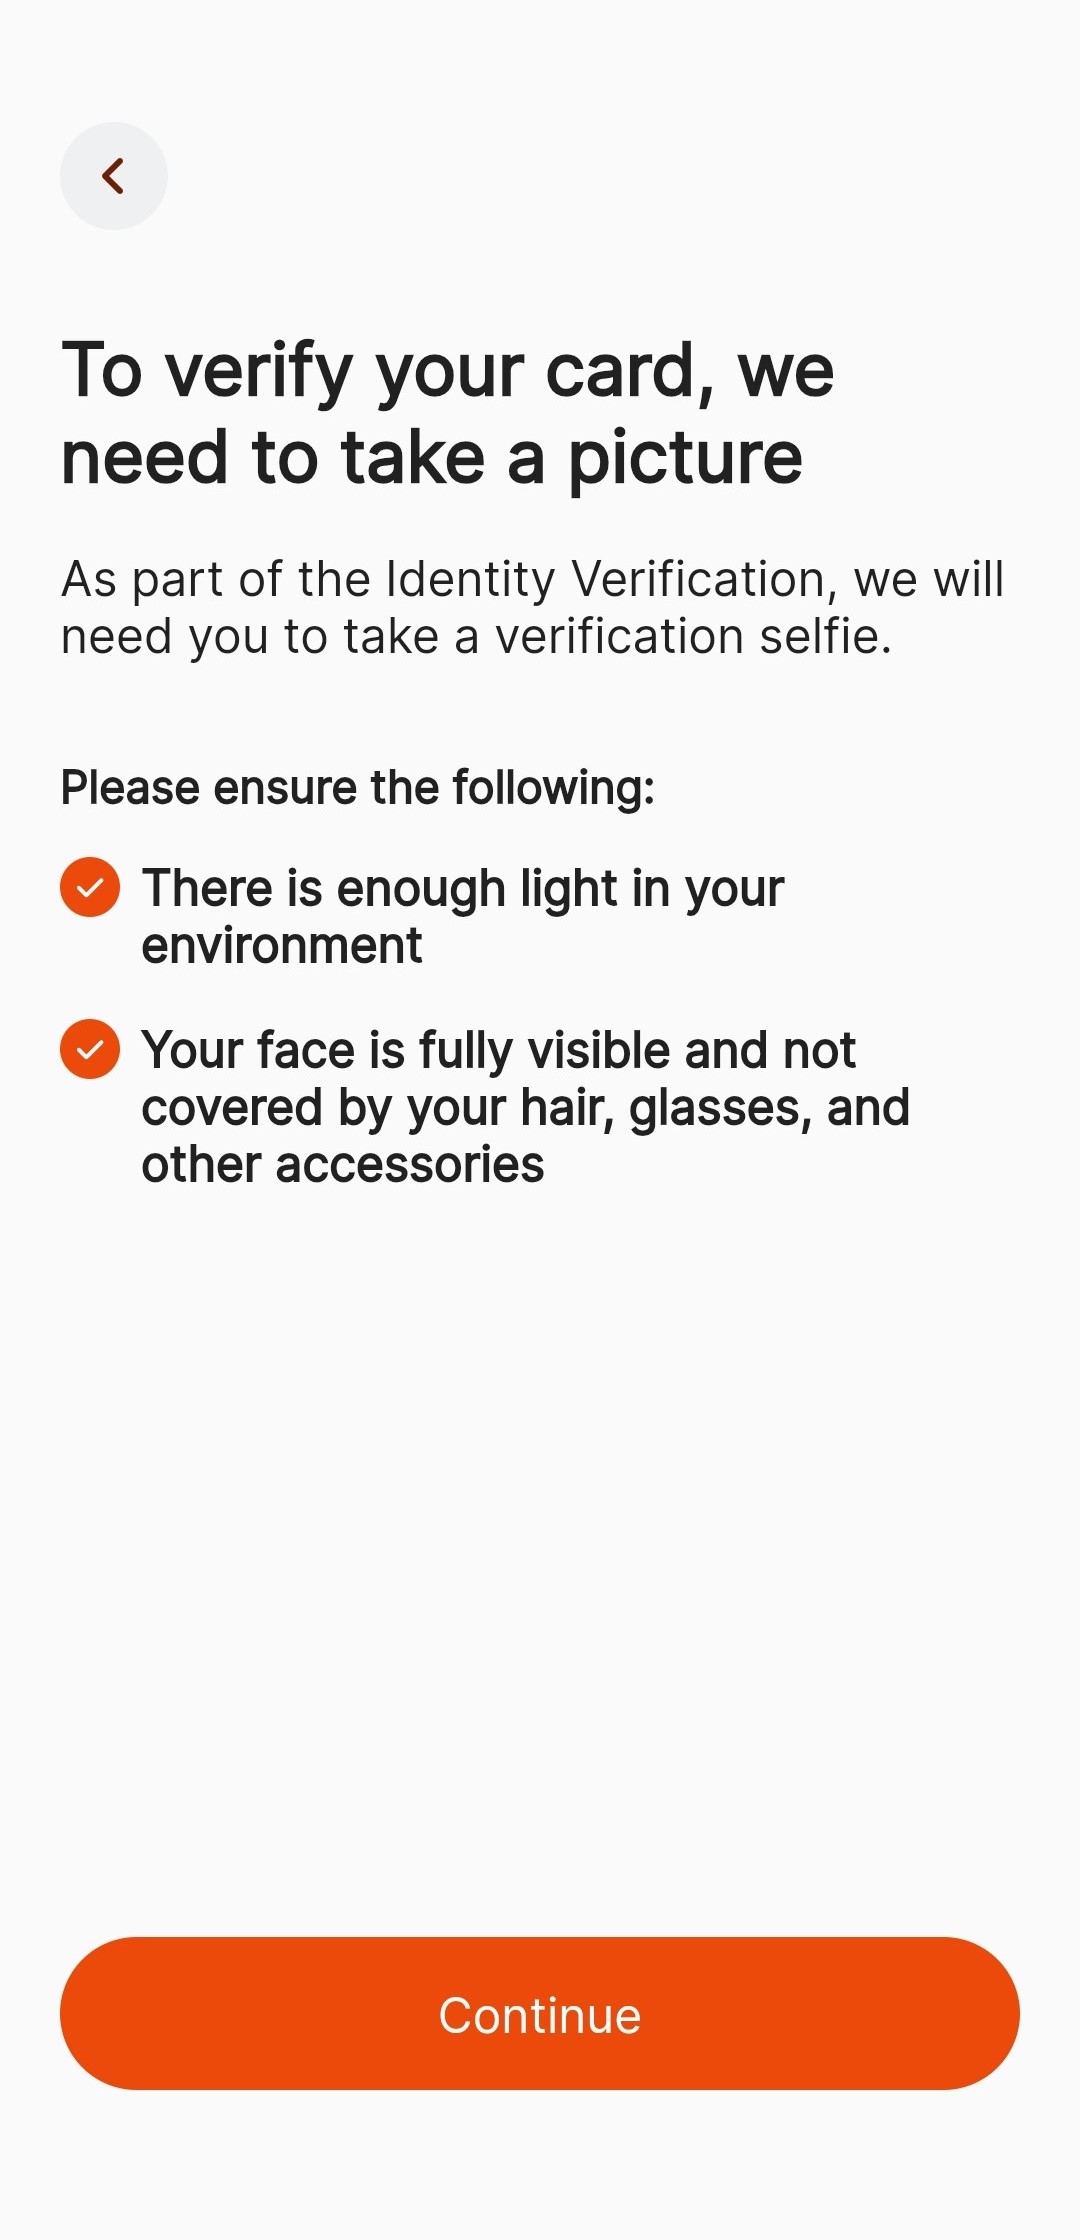 To verify your card, we
need to take a picture
As part of the Identity Verification, we will
need you to take a verification selfie.
Please ensure the following:
There is enough light in your
environment
Your face is fully visible and not
covered by your hair, glasses, and
other accessories
Continue